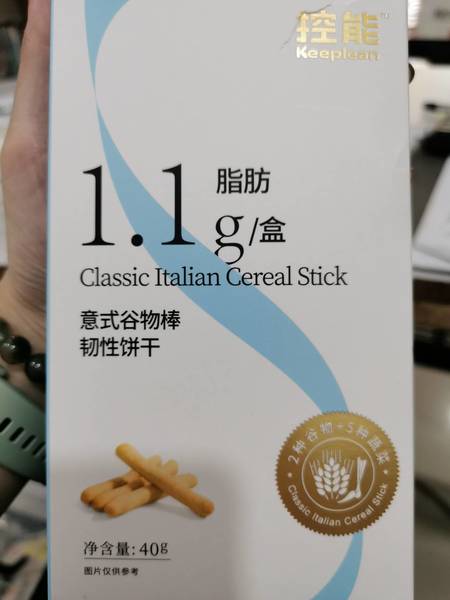 控能
Keeplean
1.1
脂肪
g/盒
Classic Italian Cereal Stick
意式谷物棒
韧性饼干
2种谷物+5种蔬菜
Classic Italian Cereal Stick
净含量:40g
图片仅供参考